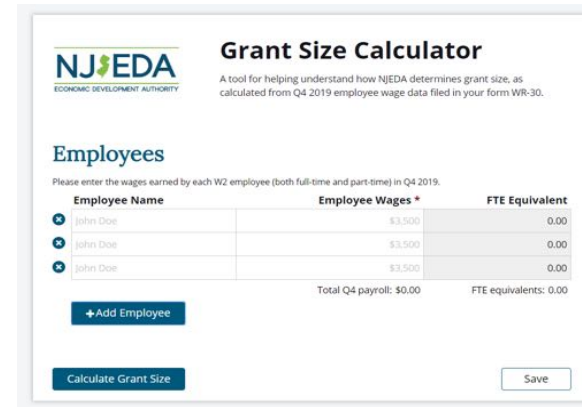 NJEDA
ECONOMIC DEVELOPMENT AUTHORITY
Grant Size Calculator
A tool for helping understand how NJEDA determines grant size, as
calculated from Q4 2019 employee wage data filed in your form WR-30.
Employees
Please enter the wages earned by each W2 employee (both full-time and part-time) in Q4 2019.
Employee Name Employee Wages * FTE Equivalent
John Doe $3,500 0.00
John Doe $3,500 0.00
John Doe $3,500 0.00
Total Q4 payroll: $0.00 FTE equivalents: 0.00
+Add Employee
Calculate Grant Size Save